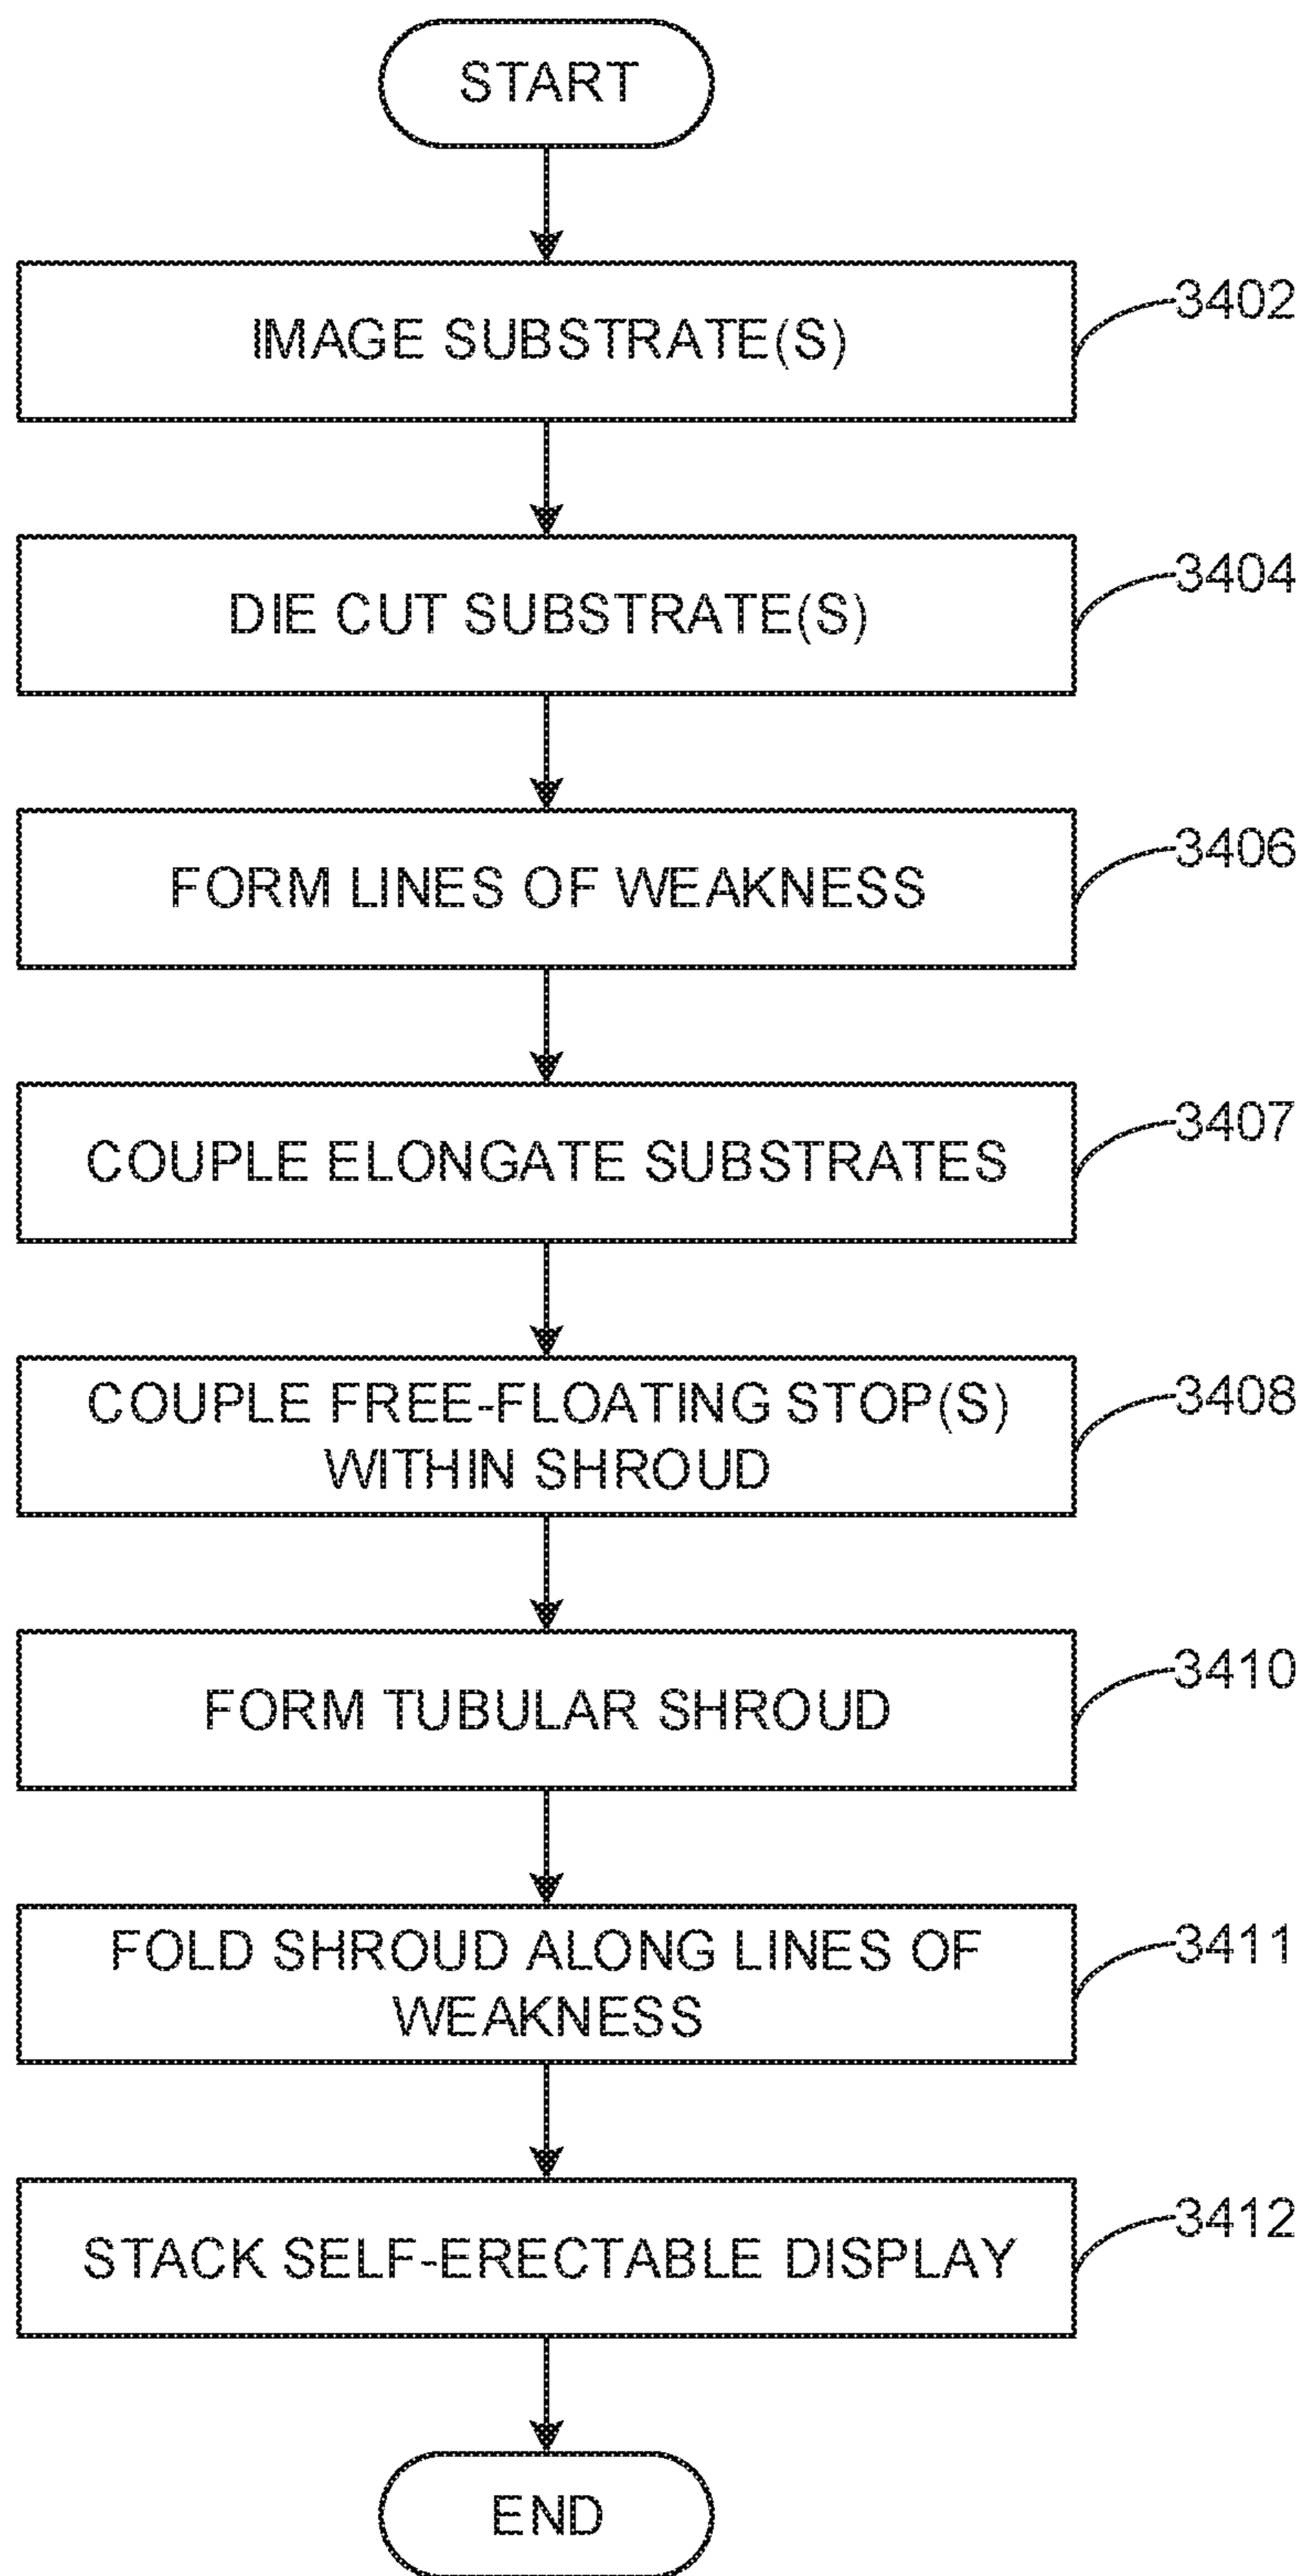 START
IMAGE SUBSTRATE(S)
3402
DIE CUT SUBSTRATE(S)
3404
FORM LINES OF WEAKNESS
3406
COUPLE ELONGATE SUBSTRATES
3407
COUPLE FREE-FLOATING STOP(S)
WITHIN SHROUD
3408
FORM TUBULAR SHROUD
3410
FOLD SHROUD ALONG LINES OF
WEAKNESS
3411
STACK SELF-ERECTABLE DISPLAY
3412
END